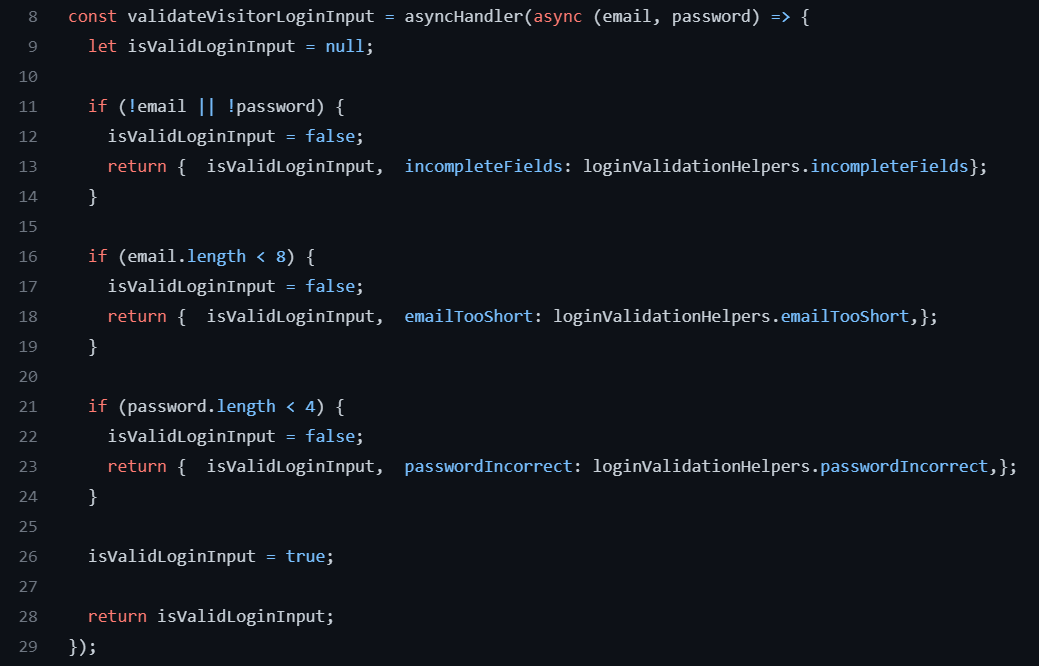 8 const validateVisitorLoginInput = asyncHandler(async (email, password) => {
9 let isValidLoginInput = null;
10
11 if (!email || !password) {
12 isValidLoginInput = false;
13 return {  isValidLoginInput,  incompleteFields: loginValidationHelpers.incompleteFields};
14 }
15
16 if (email.length < 8) {
17 isValidLoginInput = false;
18 return {  isValidLoginInput,  emailTooShort: loginValidationHelpers.emailTooShort,};
19 }
20
21 if (password.length < 4) {
22 isValidLoginInput = false;
23 return {  isValidLoginInput,  passwordIncorrect: loginValidationHelpers.passwordIncorrect,};
24 }
25
26 isValidLoginInput = true;
27
28 return isValidLoginInput;
29 });